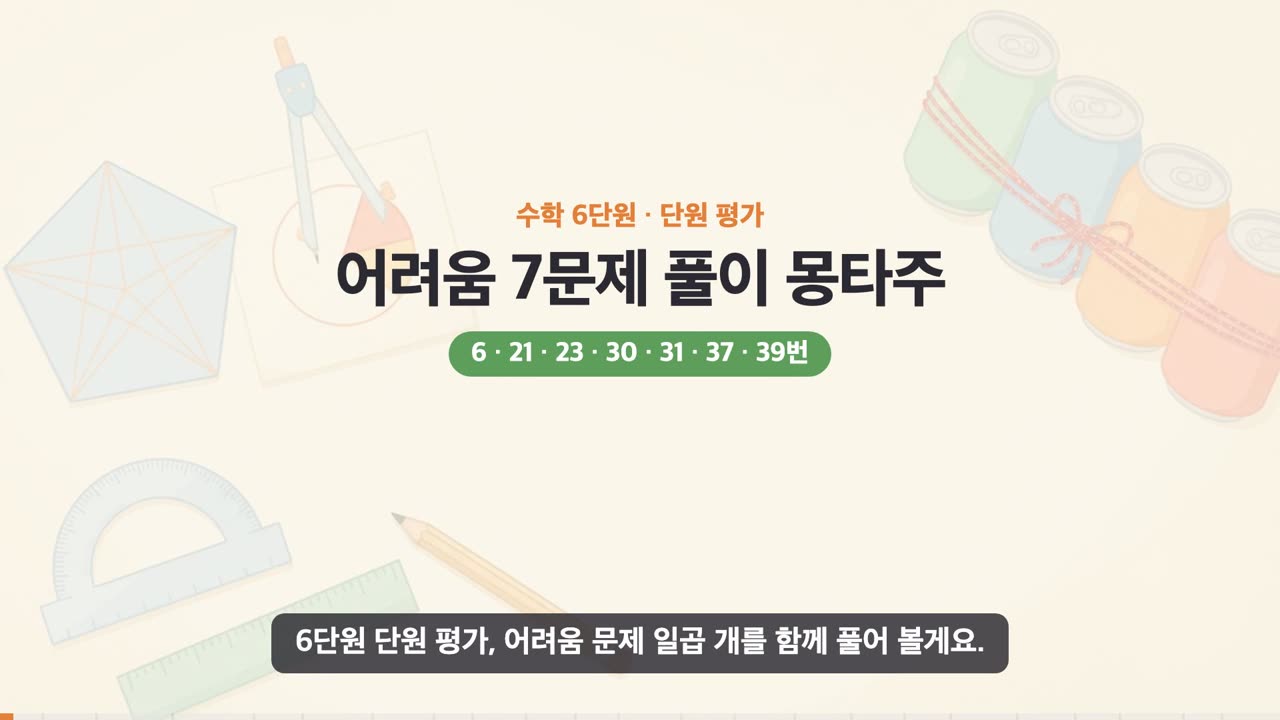 수학 6단원 · 단원 평가
어려움 7문제 풀이 몽타주
6 · 21 · 23 · 30 · 31 · 37 · 39번
6단원 단원 평가, 어려움 문제 일곱 개를 함께 풀어 볼게요.